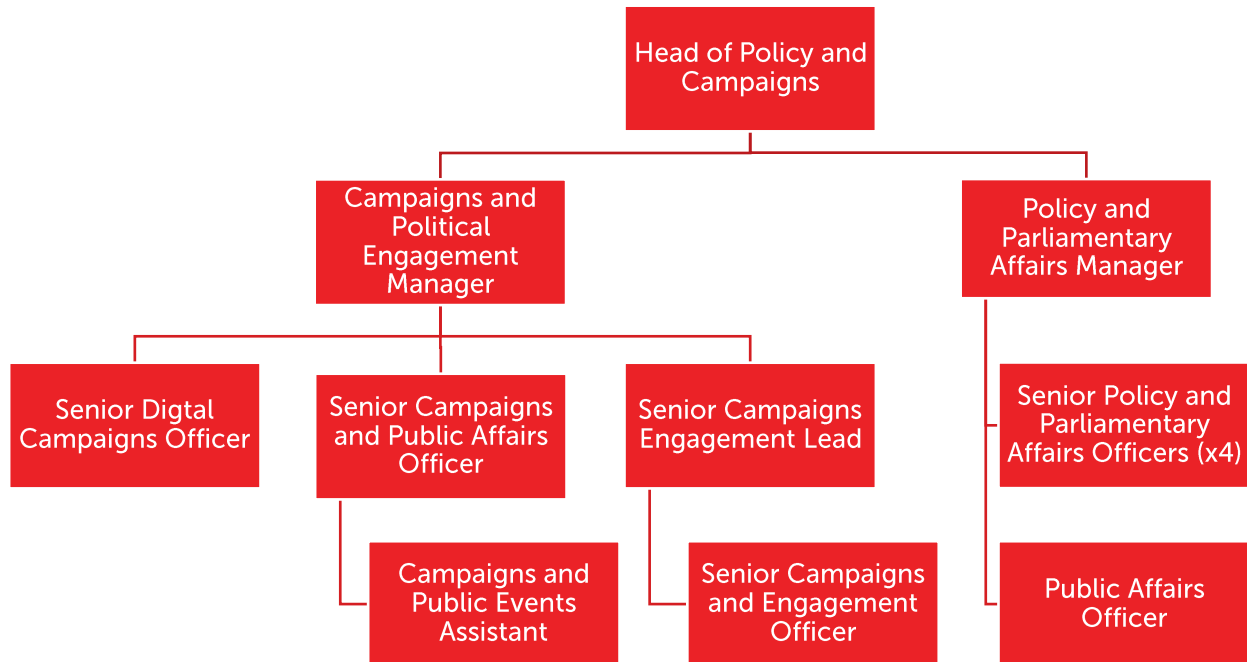 Head of Policy and
Campaigns
Campaigns and
Political
Engagement
Manager
Policy and
Parliamentary
Affairs Manager
Senior Digtal
Campaigns Officer
Senior Campaigns
and Public Affairs
Officer
Senior Campaigns
Engagement Lead
Senior Policy and
Parliamentary
Affairs Officers (x4)
Campaigns and
Public Events
Assistant
Senior Campaigns
and Engagement
Officer
Public Affairs
Officer